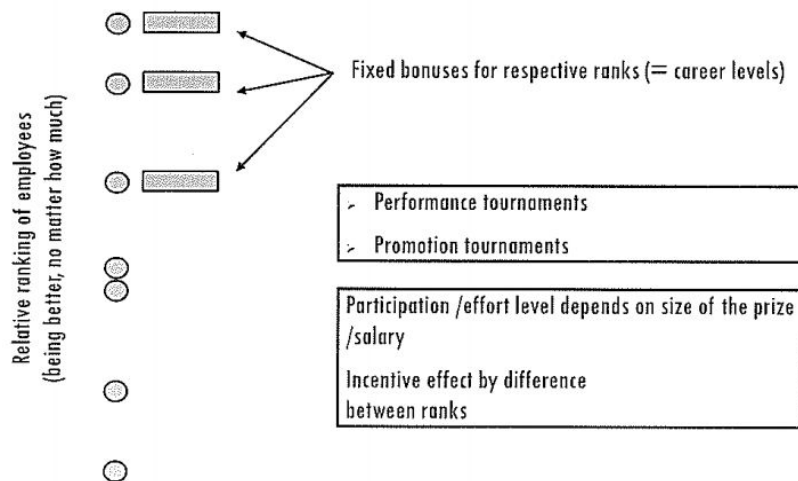 Relative ranking of employees
(being better, no matter how much)
Fixed bonuses for respective ranks (= career levels)
➢ Performance tournaments
➢ Promotion tournaments
Participation /effort level depends on size of the prize
/salary
Incentive effect by difference
between ranks